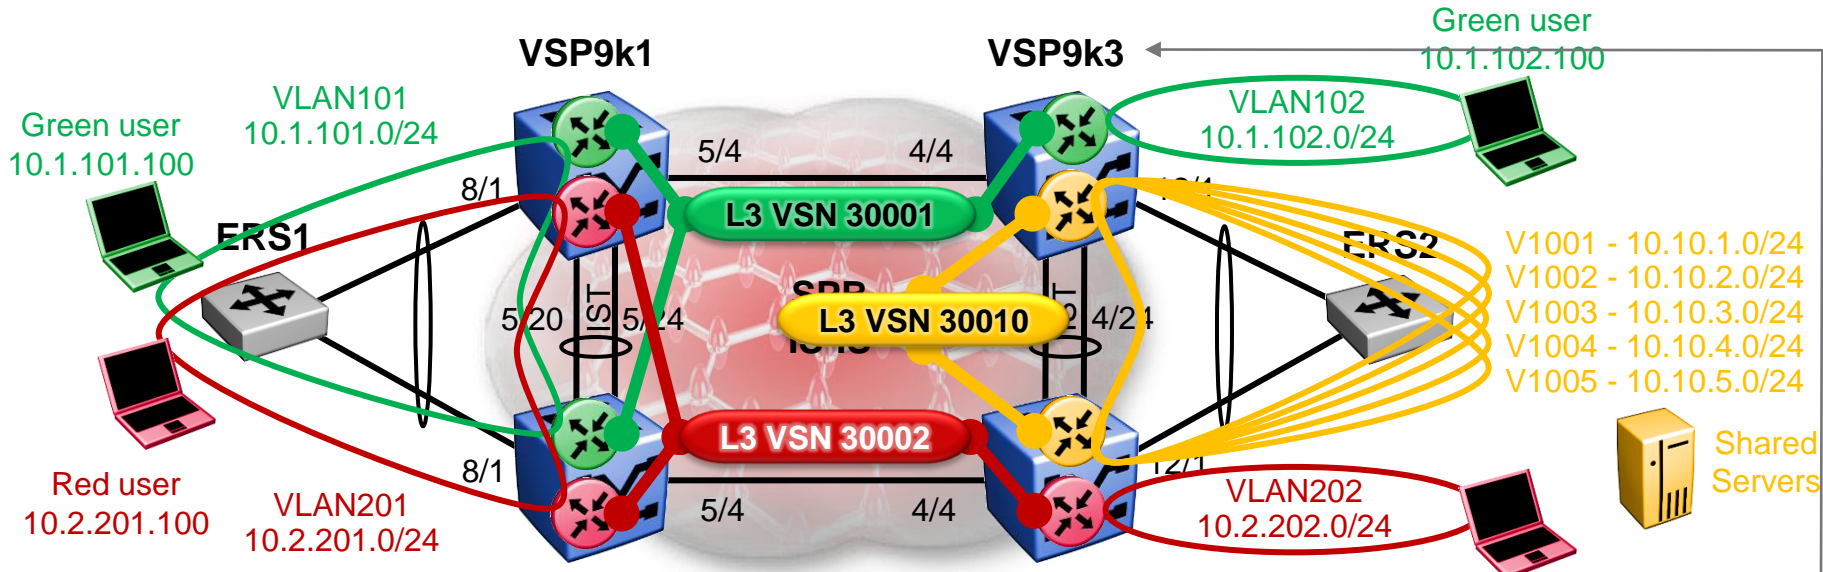 Green user
10.1.102.100
VSP9k1
VSP9k3
VLAN101
10.1.101.0/24
VLAN102
10.1.102.0/24
Green user
10.1.101.100
5/4
4/4
8/1
L3 VSN 30001
ERS1
ERS2
V1001 - 10.10.1.0/24
V1002 - 10.10.2.0/24
V1003 - 10.10.3.0/24
V1004 - 10.10.4.0/24
V1005 - 10.10.5.0/24
5/20
IST
5/24
L3 VSN 30010
4/24
L3 VSN 30002
8/1
12/1
Shared
Servers
Red user
10.2.201.100
VLAN201
10.2.201.0/24
5/4
4/4
VLAN202
10.2.202.0/24